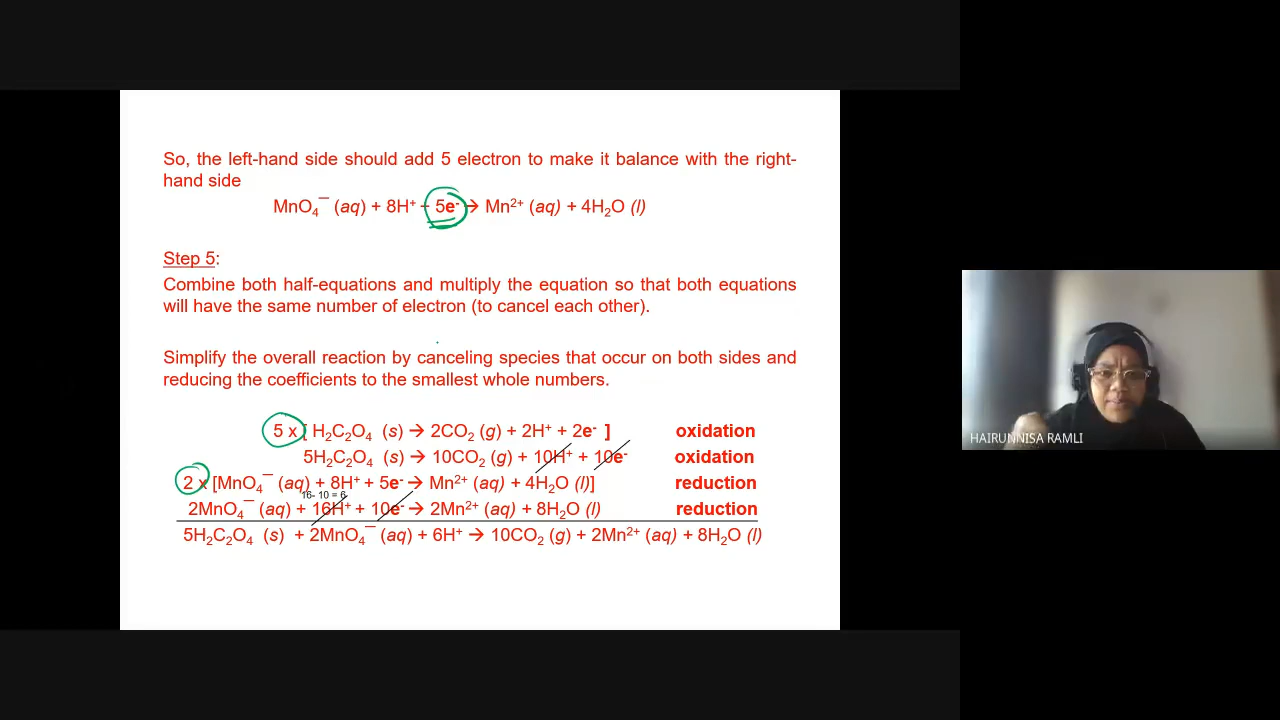 So, the left-hand side should add 5 electron to make it balance with the right-
hand side
MnO₄⁻ (aq) + 8H⁺ + 5e⁻ → Mn²⁺ (aq) + 4H₂O (l)
Step 5:
Combine both half-equations and multiply the equation so that both equations
will have the same number of electron (to cancel each other).
Simplify the overall reaction by canceling species that occur on both sides and
reducing the coefficients to the smallest whole numbers.
5 x [ H₂C₂O₄ (s) → 2CO₂ (g) + 2H⁺ + 2e⁻ ] oxidation
5H₂C₂O₄ (s) → 10CO₂ (g) + 10H⁺ + 10e⁻ oxidation
2 x [MnO₄⁻ (aq) + 8H⁺ + 5e⁻ → Mn²⁺ (aq) + 4H₂O (l)] reduction
16- 10 = 6
2MnO₄⁻ (aq) + 16H⁺ + 10e⁻ → 2Mn²⁺ (aq) + 8H₂O (l) reduction
5H₂C₂O₄ (s) + 2MnO₄⁻ (aq) + 6H⁺ → 10CO₂ (g) + 2Mn²⁺ (aq) + 8H₂O (l)
HAIRUNNISA RAMLI